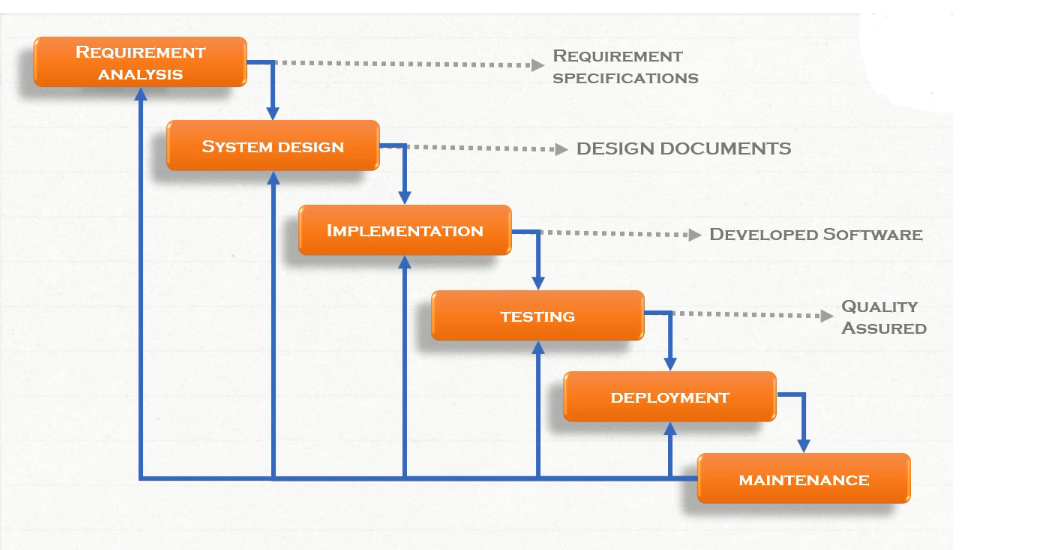 Requirement
analysis
Requirement
specifications
System design
DESIGN DOCUMENTS
Implementation
Developed Software
TESTING
Quality
Assured
DEPLOYMENT
MAINTENANCE